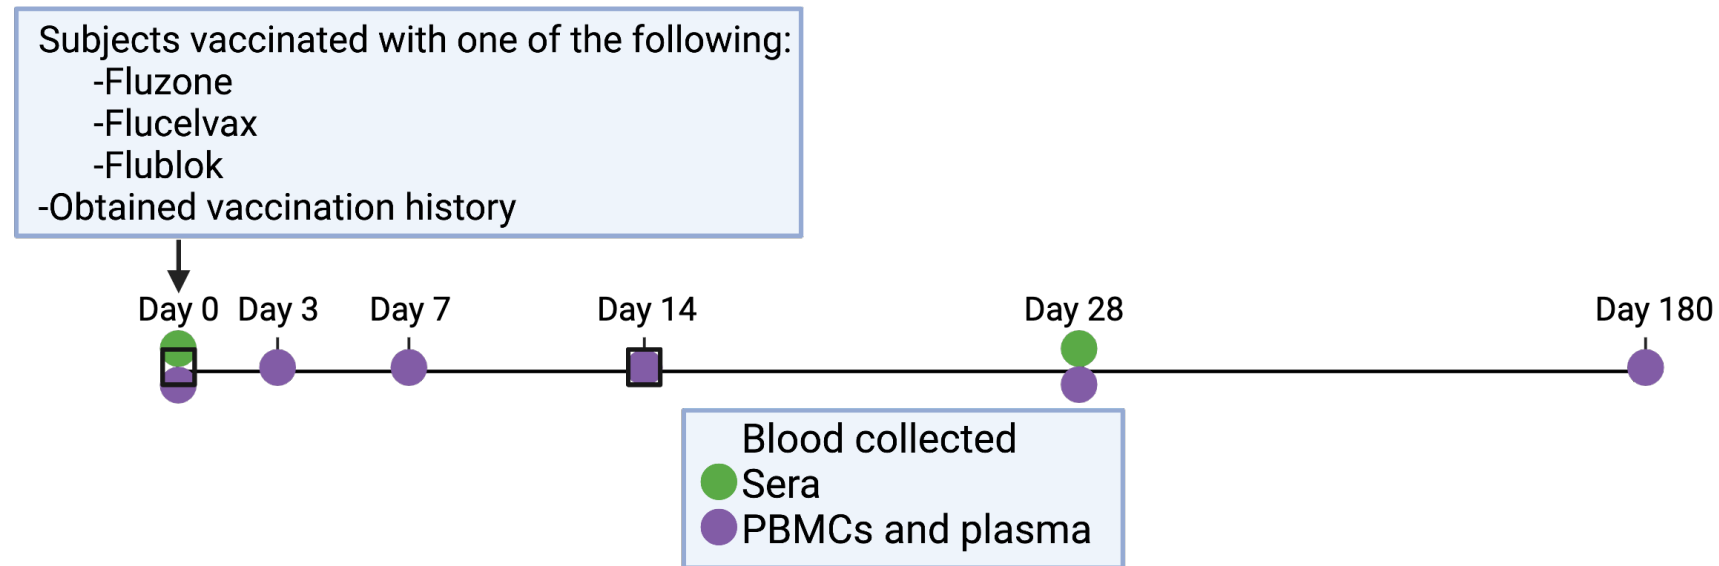 Subjects vaccinated with one of the following:
-Fluzone
-Flucelvax
-Flublok
-Obtained vaccination history
Day 0 Day 3 Day 7 Day 14 Day 28 Day 180
Blood collected
Sera
PBMCs and plasma